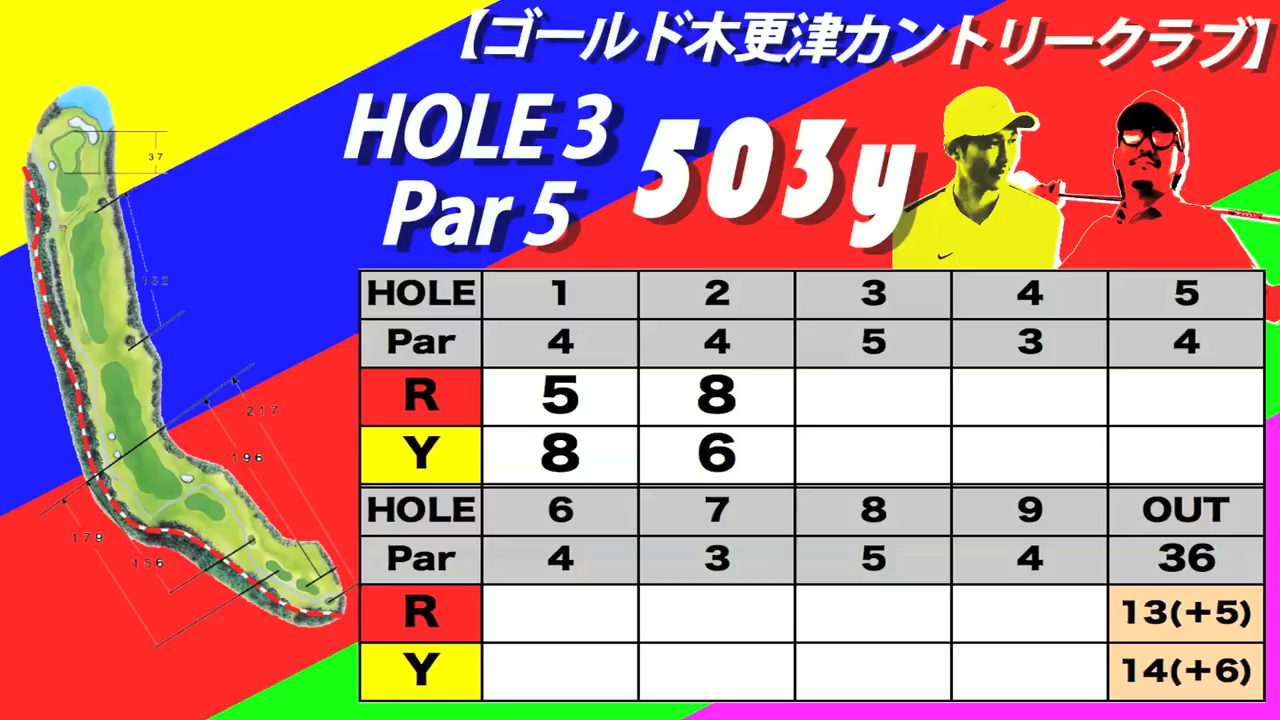 【ゴールド木更津カントリークラブ】
HOLE 3
Par 5
503y
37
132
217
196
179
156
HOLE 1 2 3 4 5
Par 4 4 5 3 4
R 5 8
Y 8 6
HOLE 6 7 8 9 OUT
Par 4 3 5 4 36
R 13(+5)
Y 14(+6)